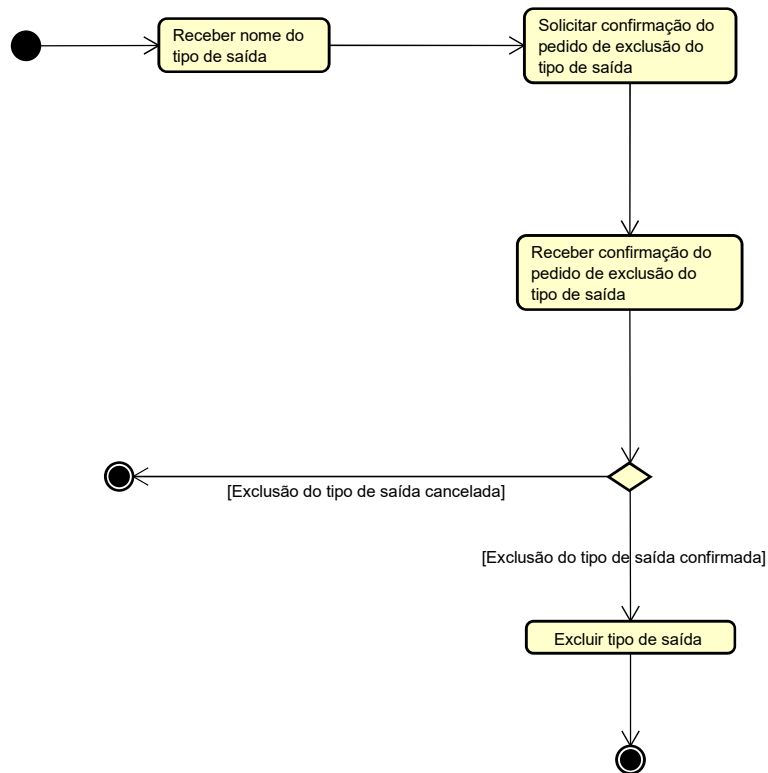 Receber nome do
tipo de saída
Solicitar confirmação do
pedido de exclusão do
tipo de saída
Receber confirmação do
pedido de exclusão do
tipo de saída
[Exclusão do tipo de saída cancelada]
[Exclusão do tipo de saída confirmada]
Excluir tipo de saída